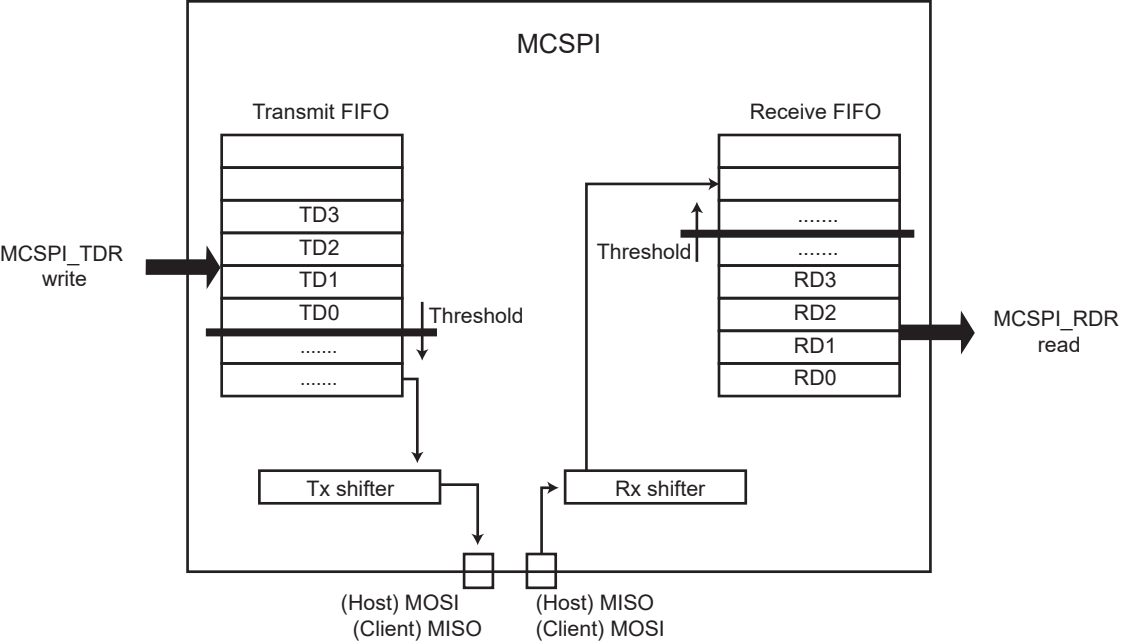 MCSPI
Transmit FIFO
Receive FIFO
TD3
TD2
TD1
TD0
.......
.......
Threshold
MCSPI_TDR
write
.......
.......
RD3
RD2
RD1
RD0
Threshold
MCSPI_RDR
read
Tx shifter
Rx shifter
(Host) MOSI
(Client) MISO
(Host) MISO
(Client) MOSI